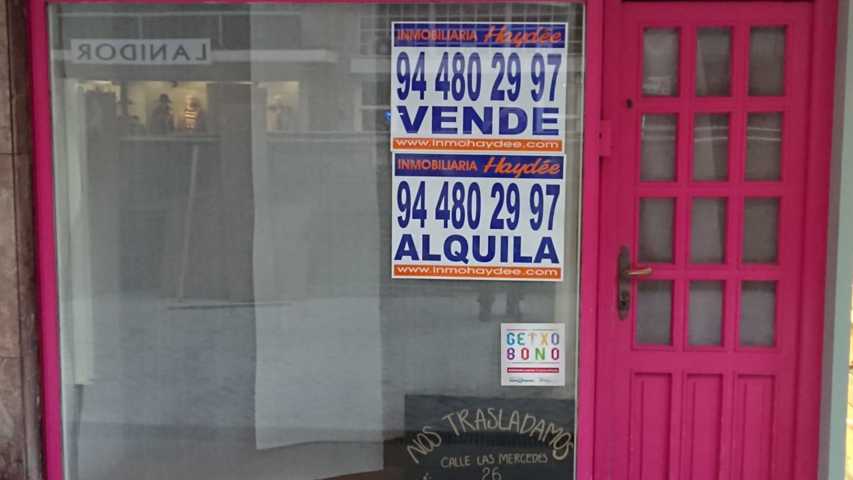 LANIDOR
INMOBILIARIA Haydée
94 480 29 97
VENDE
www.inmohaydee.com
INMOBILIARIA Haydée
94 480 29 97
ALQUILA
www.inmohaydee.com
GETXO
BONO
NOS TRASLADAMOS
CALLE LAS MERCEDES
26